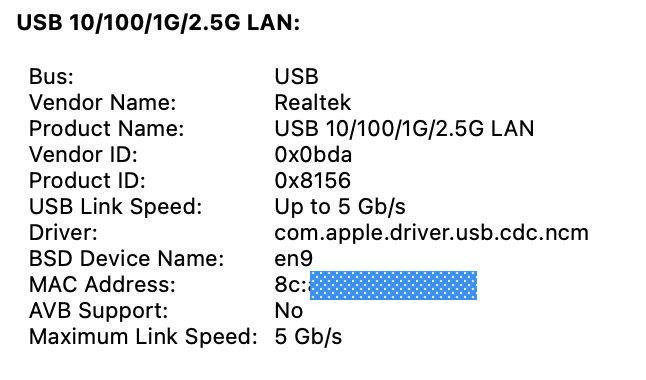 USB 10/100/1G/2.5G LAN:
Bus: USB
Vendor Name: Realtek
Product Name: USB 10/100/1G/2.5G LAN
Vendor ID: 0x0bda
Product ID: 0x8156
USB Link Speed: Up to 5 Gb/s
Driver: com.apple.driver.usb.cdc.ncm
BSD Device Name: en9
MAC Address: 8c:
AVB Support: No
Maximum Link Speed: 5 Gb/s